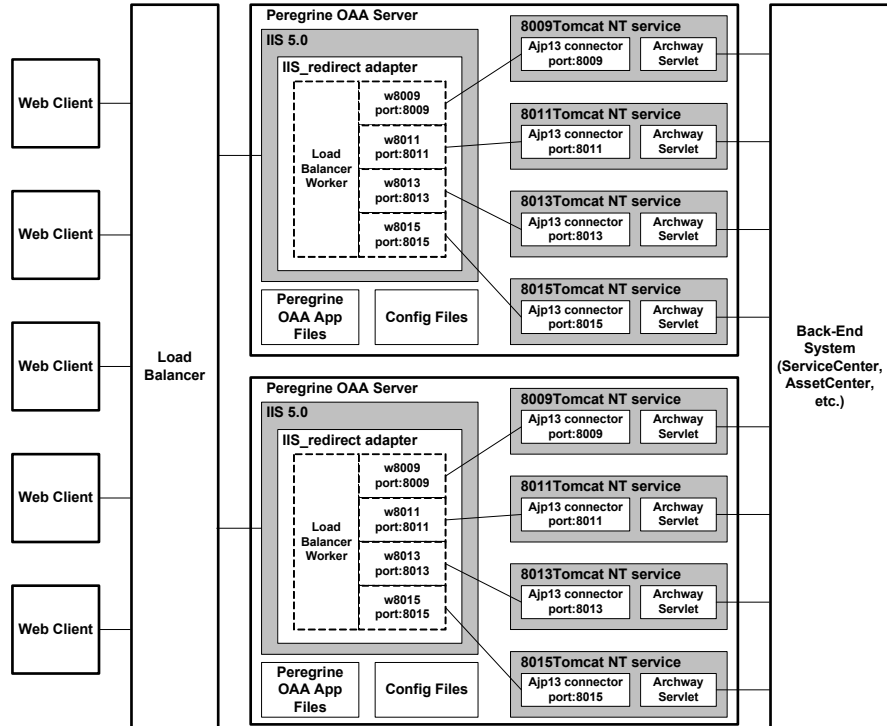 Web Client
Web Client
Web Client
Web Client
Web Client
Load
Balancer
Peregrine OAA Server
IIS 5.0
IIS_redirect adapter
Load
Balancer
Worker
w8009
port:8009
w8011
port:8011
w8013
port:8013
w8015
port:8015
Peregrine
OAA App
Files
Config Files
8009Tomcat NT service
Ajp13 connector
port:8009
Archway
Servlet
8011Tomcat NT service
Ajp13 connector
port:8011
Archway
Servlet
8013Tomcat NT service
Ajp13 connector
port:8013
Archway
Servlet
8015Tomcat NT service
Ajp13 connector
port:8015
Archway
Servlet
Peregrine OAA Server
IIS 5.0
IIS_redirect adapter
Load
Balancer
Worker
w8009
port:8009
w8011
port:8011
w8013
port:8013
w8015
port:8015
Peregrine
OAA App
Files
Config Files
8009Tomcat NT service
Ajp13 connector
port:8009
Archway
Servlet
8011Tomcat NT service
Ajp13 connector
port:8011
Archway
Servlet
8013Tomcat NT service
Ajp13 connector
port:8013
Archway
Servlet
8015Tomcat NT service
Ajp13 connector
port:8015
Archway
Servlet
Back-End
System
(ServiceCenter,
AssetCenter,
etc.)